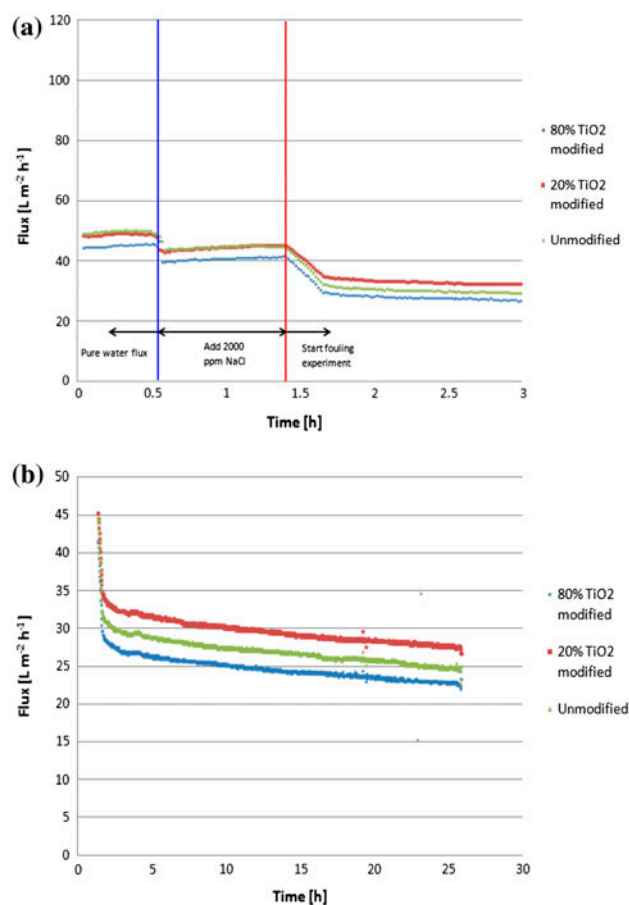 (a)
120
100
80
60
40
20
0
Flux [L m⁻² h⁻¹]
Pure water flux
Add 2000
ppm NaCl
Start fouling
experiment
0
0.5
1
1.5
2
2.5
3
Time [h]
80% TiO2
modified
20% TiO2
modified
Unmodified
(b)
50
45
40
35
30
25
20
15
10
5
0
Flux [L m⁻² h⁻¹]
0
5
10
15
20
25
30
Time [h]
80% TiO2
modified
20% TiO2
modified
Unmodified